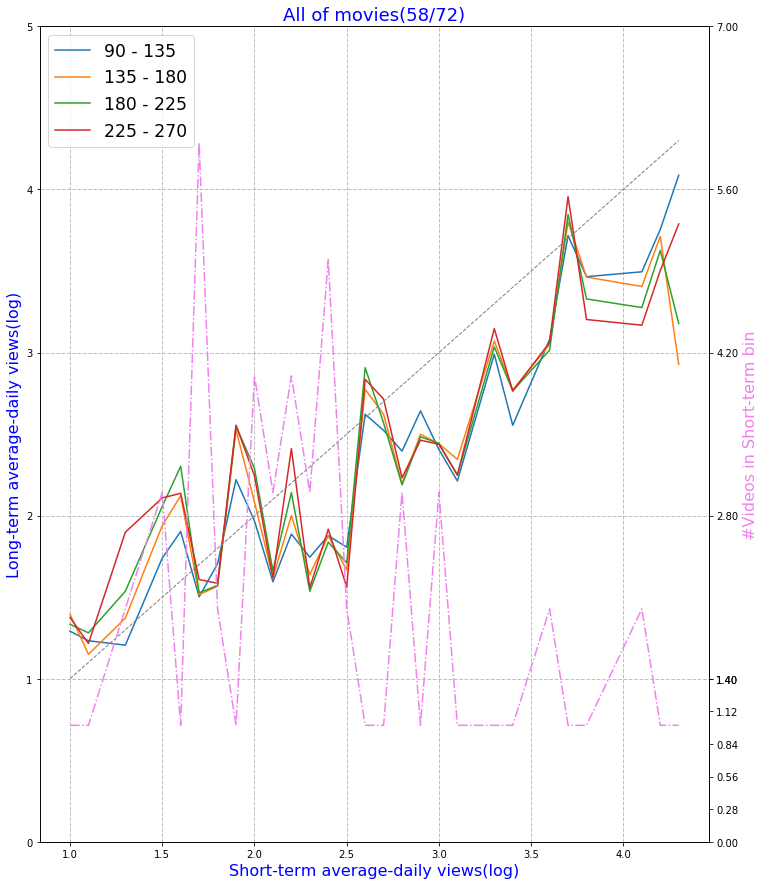 All of movies(58/72)
90 - 135
135 - 180
180 - 225
225 - 270
5
4
3
2
1
0
Long-term average-daily views(log)
7.00
5.60
4.20
2.80
1.40
1.12
0.84
0.56
0.28
0.00
#Videos in Short-term bin
1.0
1.5
2.0
2.5
3.0
3.5
4.0
Short-term average-daily views(log)